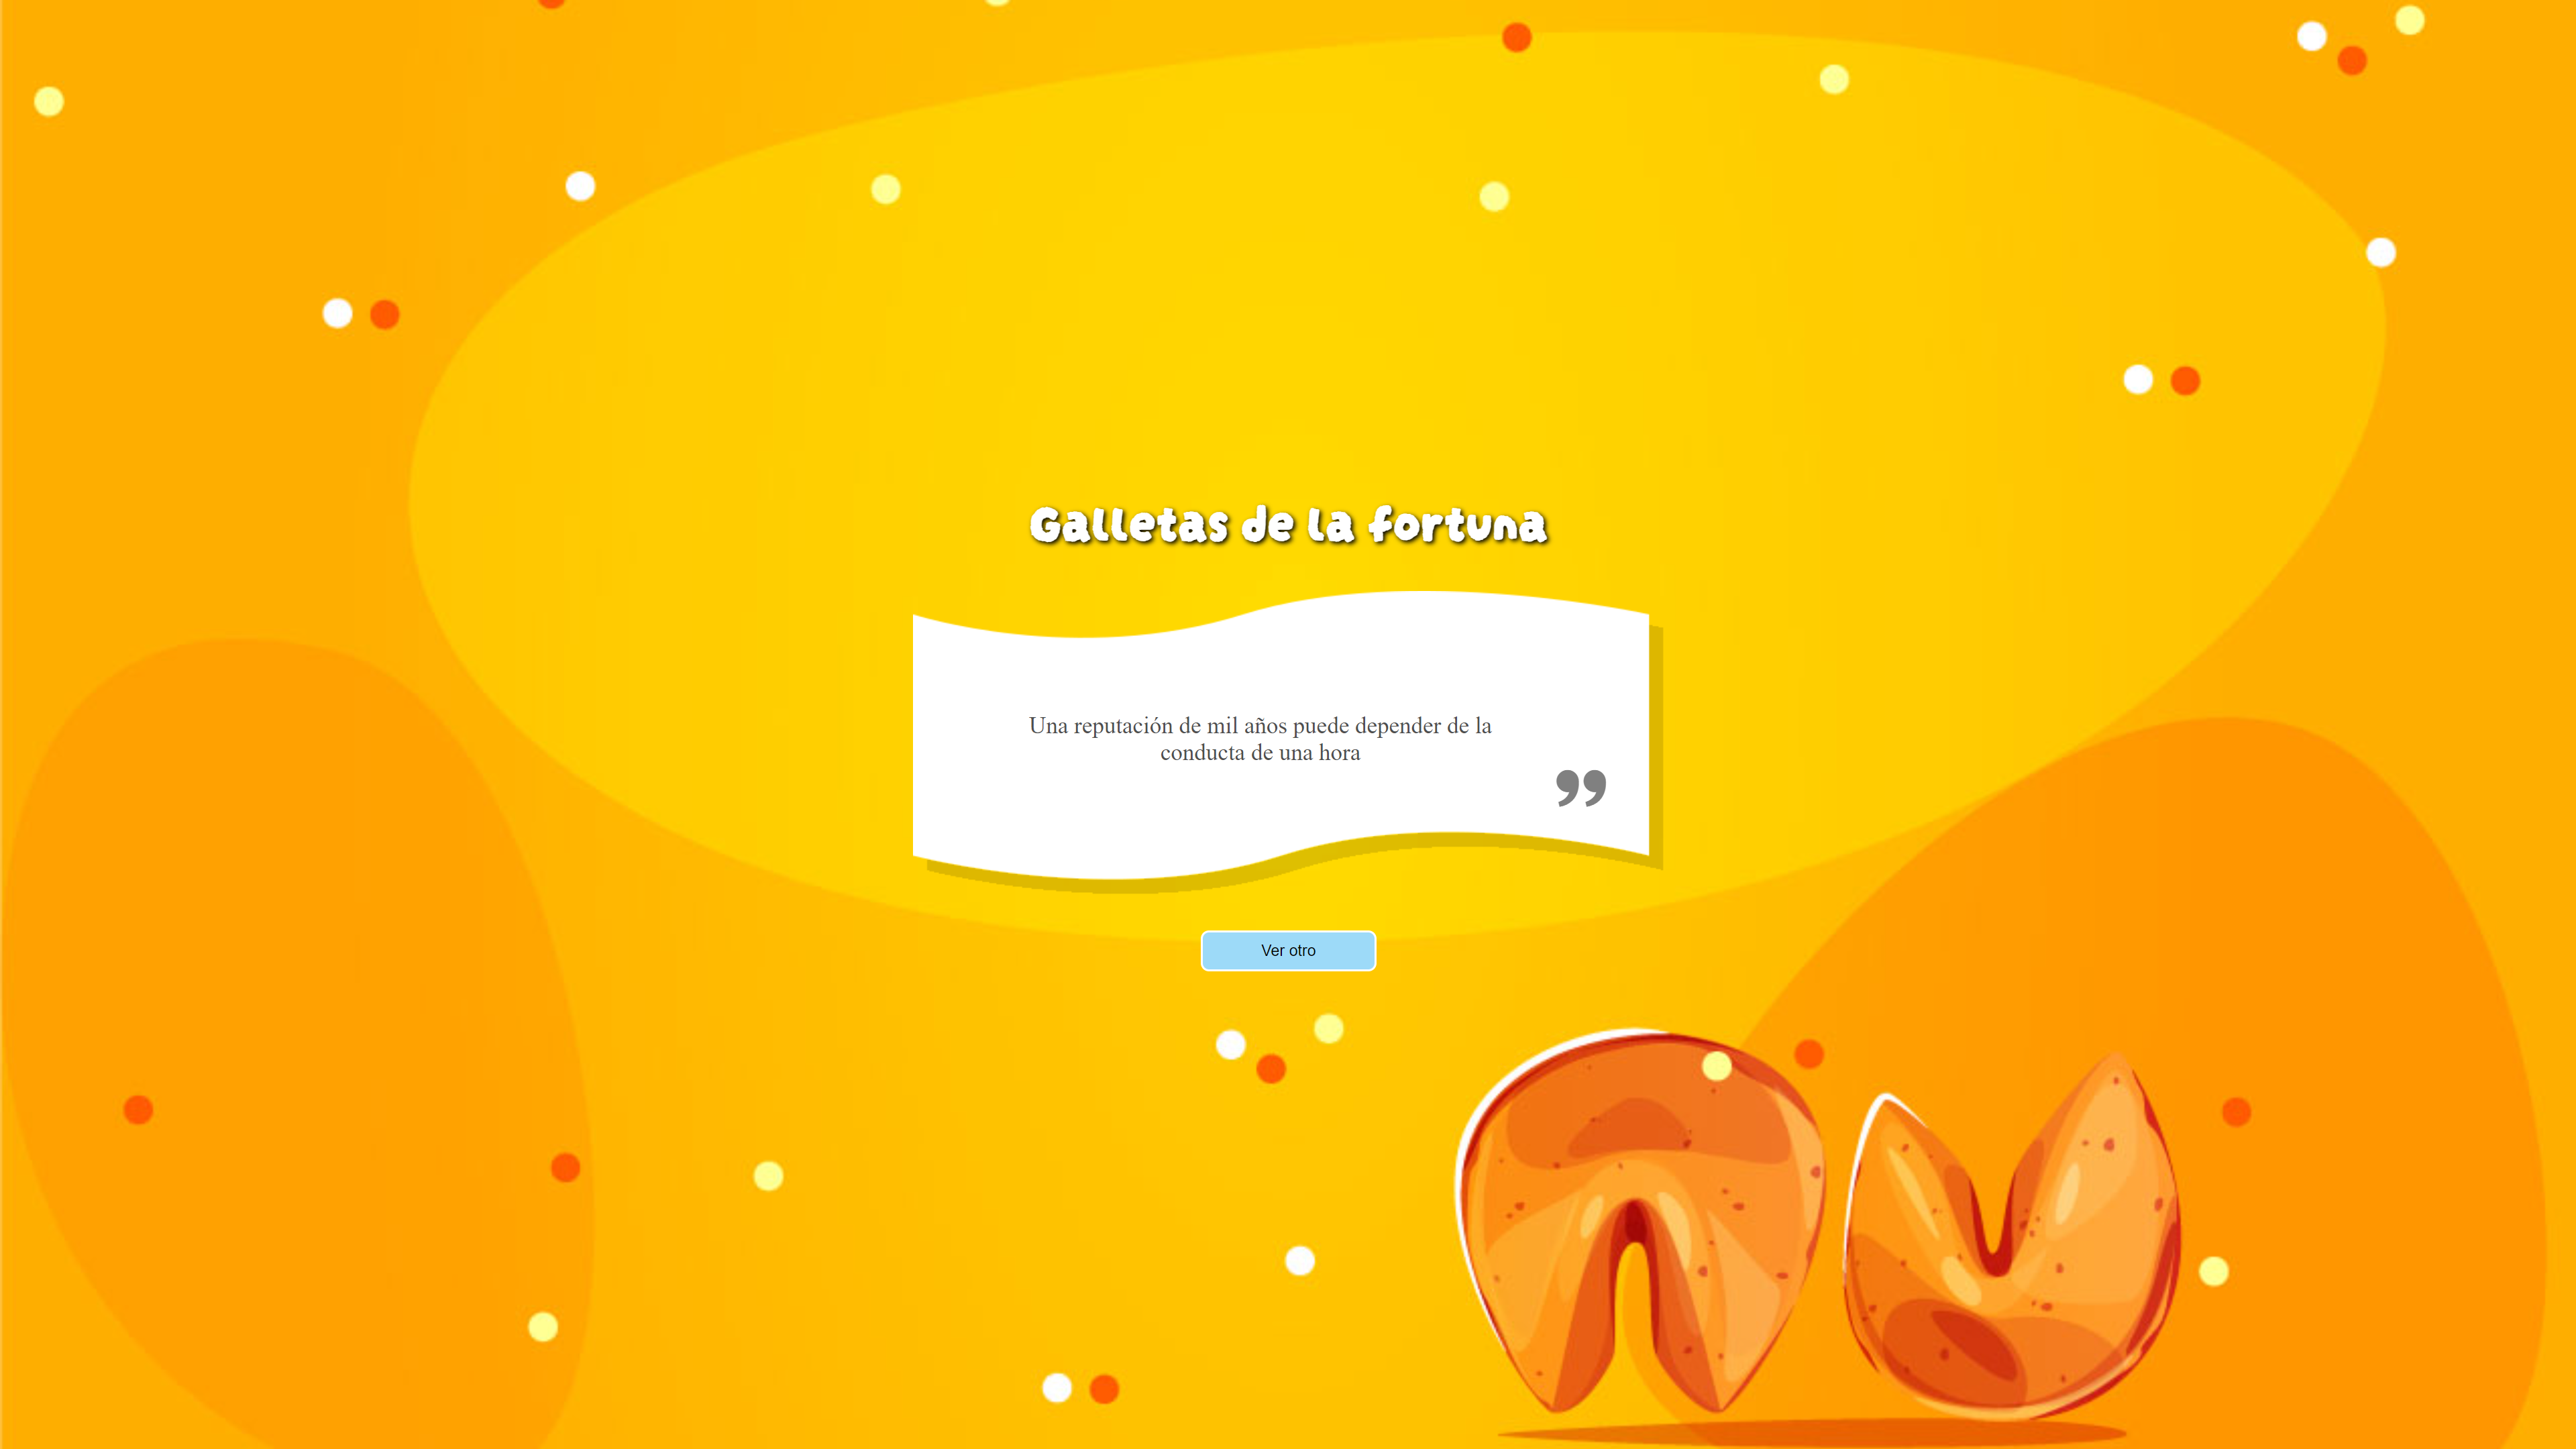 Galletas de la fortuna
Una reputación de mil años puede depender de la
conducta de una hora
”
Ver otro